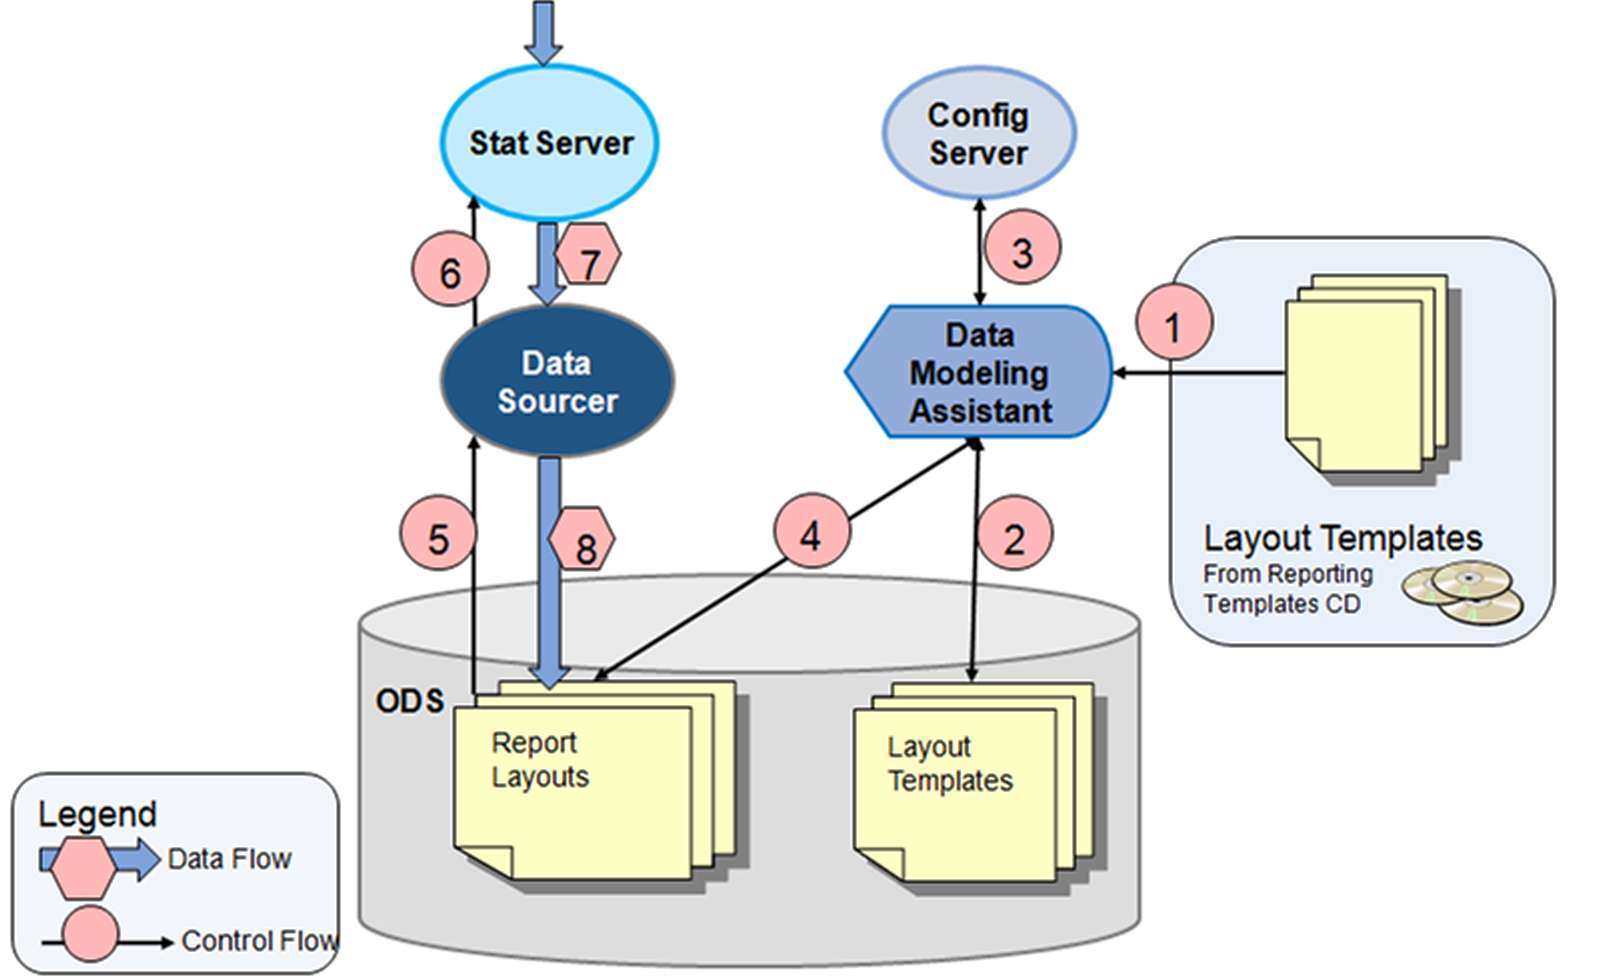 Stat Server
Config
Server
6
7
3
1
Data
Sourcer
Data
Modeling
Assistant
5
8
4
2
Layout Templates
From Reporting
Templates CD
ODS
Report
Layouts
Layout
Templates
Legend
Data Flow
Control Flow